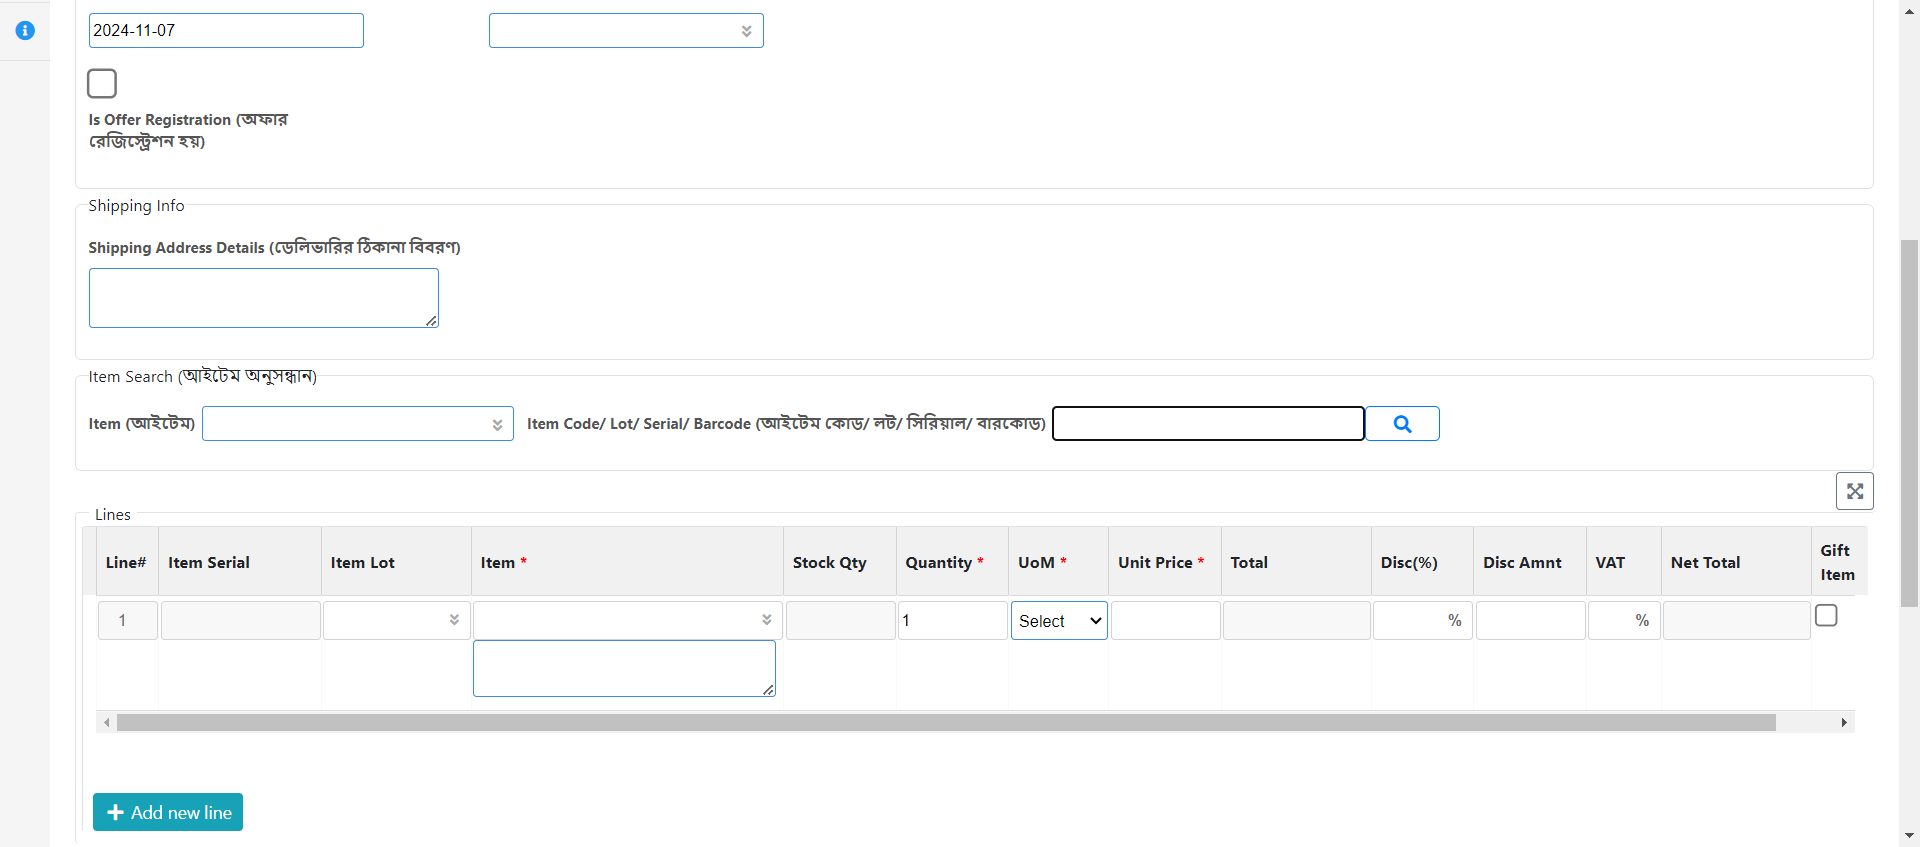 2024-11-07
Is Offer Registration (অফার
রেজিস্ট্রেশন হয়)
Shipping Info
Shipping Address Details (ডেলিভারির ঠিকানা বিবরণ)
Item Search (আইটেম অনুসন্ধান)
Item (আইটেম)
Item Code/ Lot/ Serial/ Barcode (আইটেম কোড/ লট/ সিরিয়াল/ বারকোড)
Lines
Line# Item Serial Item Lot Item * Stock Qty Quantity * UoM * Unit Price * Total Disc(%) Disc Amnt VAT Net Total Gift Item
1 1 Select % %
Add new line